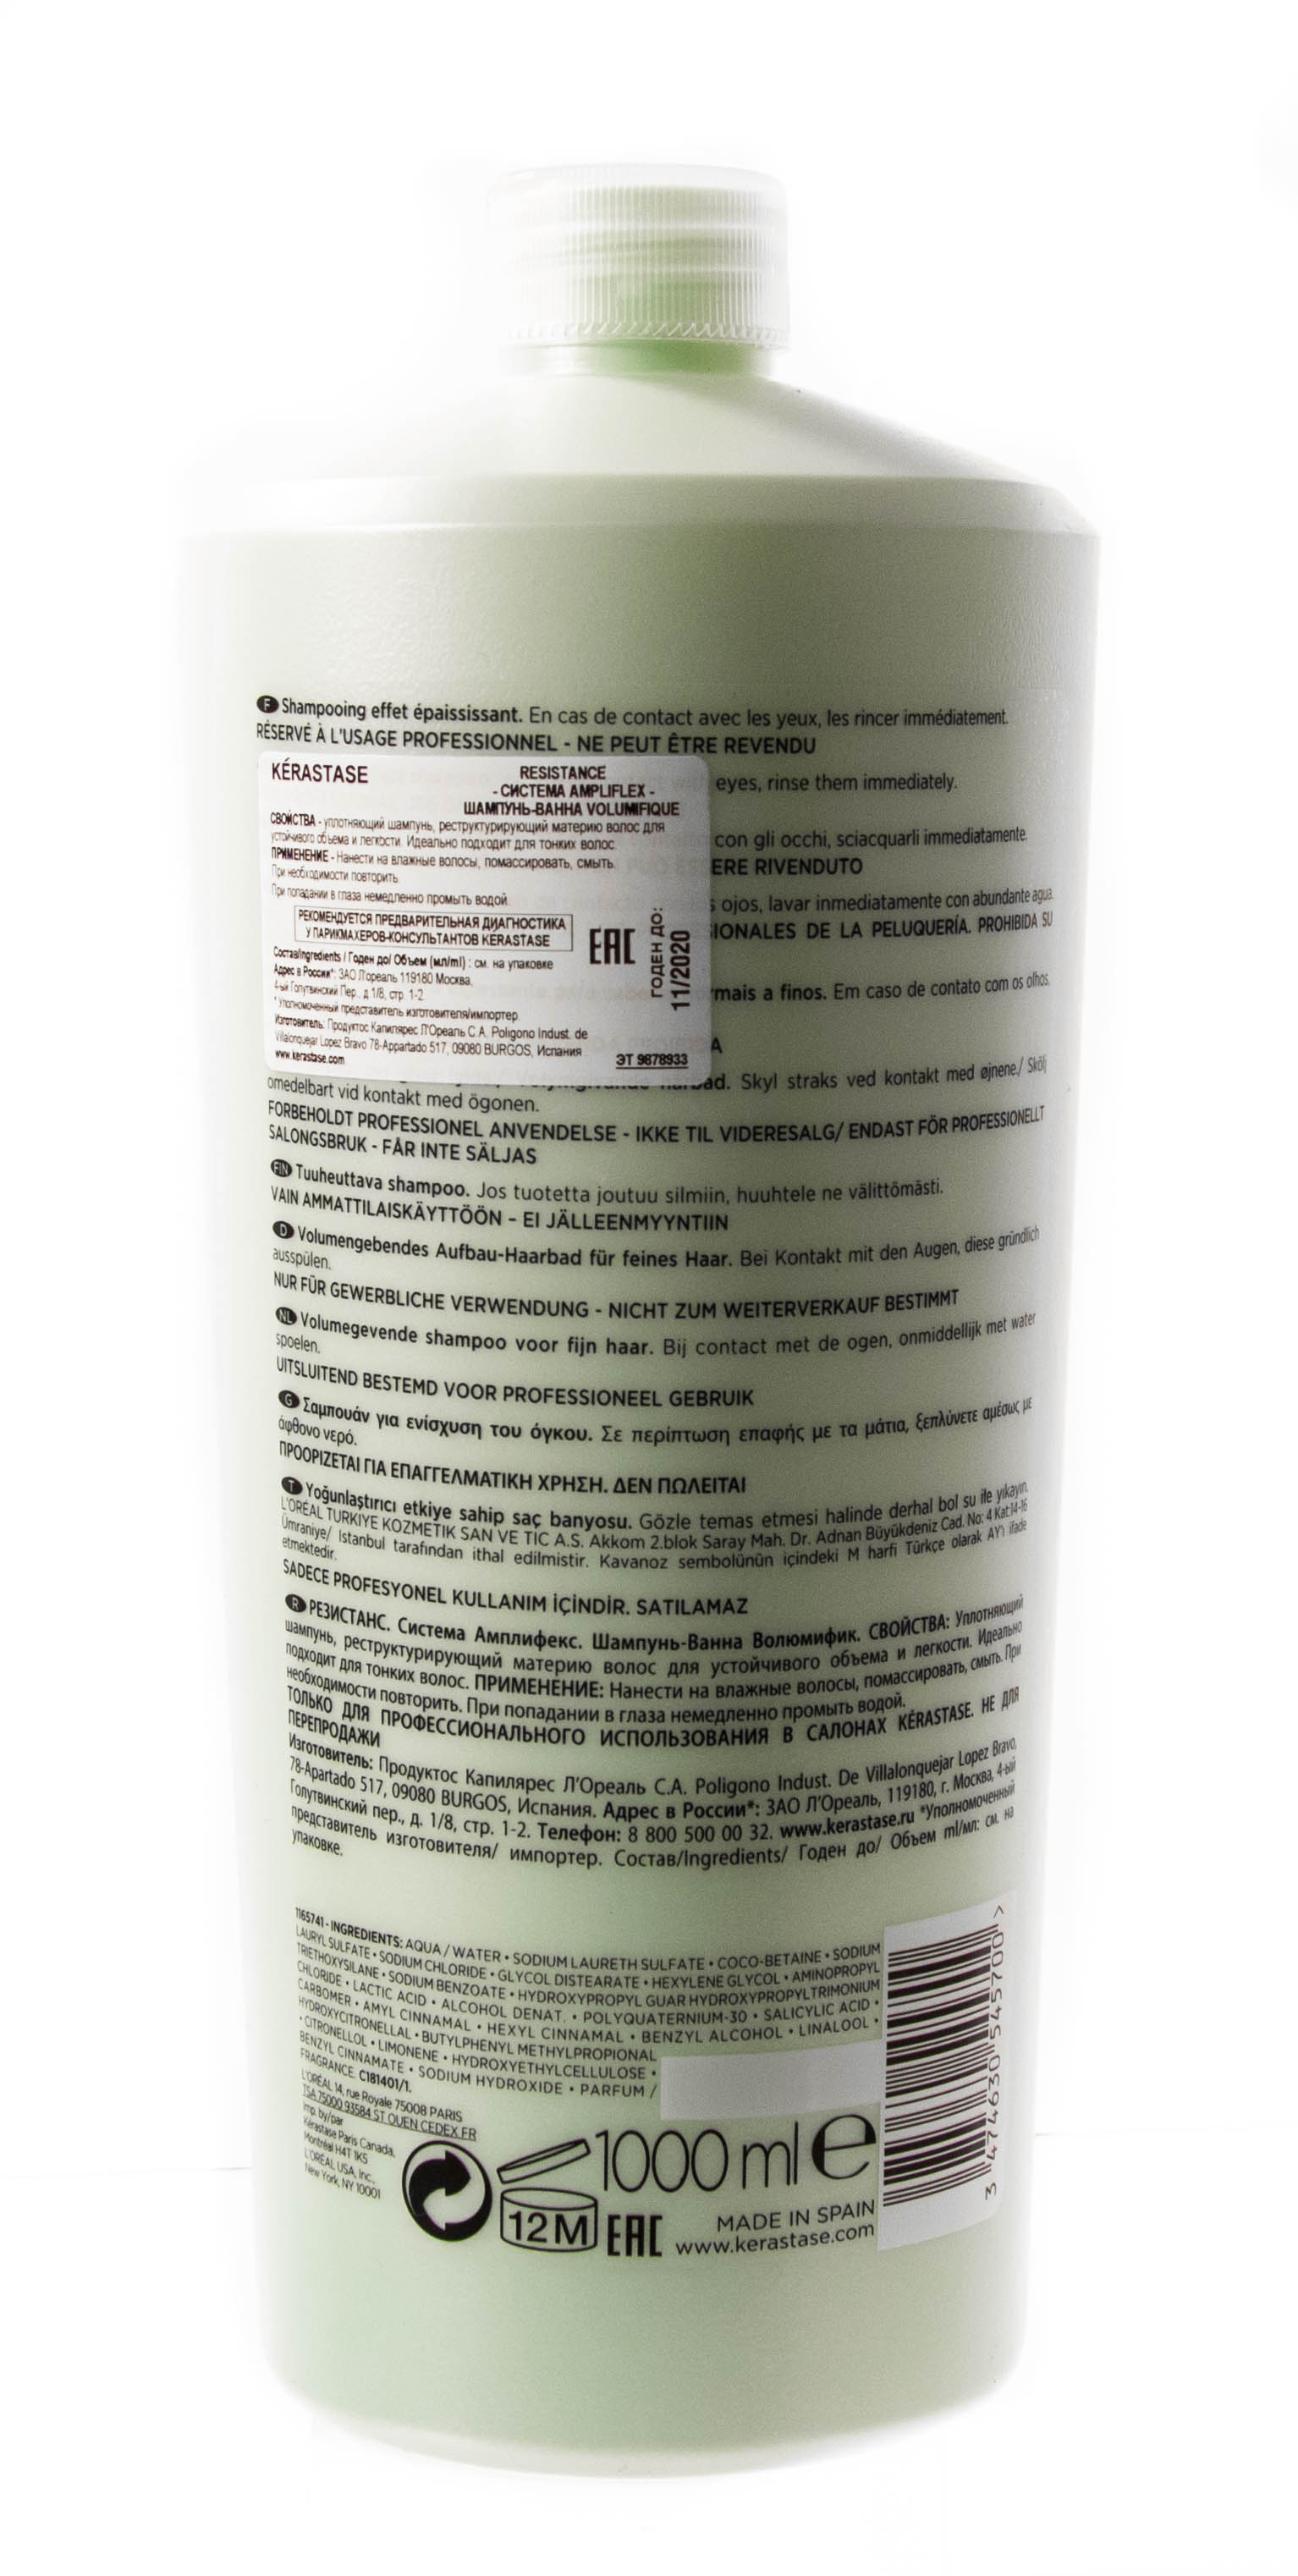 F Shampooing effet épaississant. En cas de contact avec les yeux, les rincer immédiatement.
RÉSERVÉ À L'USAGE PROFESSIONNEL - NE PEUT ÊTRE REVENDU
KÉRASTASE
RESISTANCE
- СИСТЕМА AMPLIFLEX -
ШАМПУНЬ-ВАННА VOLUMIFIQUE
СВОЙСТВА - уплотняющий шампунь, реструктурирующий материю волос для
устойчивого объема и легкости. Идеально подходит для тонких волос.
ПРИМЕНЕНИЕ - Нанести на влажные волосы, помассировать, смыть.
При необходимости повторить.
При попадании в глаза немедленно промыть водой.
РЕКОМЕНДУЕТСЯ ПРЕДВАРИТЕЛЬНАЯ ДИАГНОСТИКА
У ПАРИКМАХЕРОВ-КОНСУЛЬТАНТОВ KERASTASE
Состав/Ingredients / Годен до/ Объем (мл/ml) : см. на упаковке
Адрес в России*: ЗАО Л'Ореаль 119180 Москва,
4-ый Голутвинский Пер., д. 1/8, стр. 1-2
* Уполномоченный представитель изготовителя/импортер
Изготовитель: Продуктос Капилярес Л'Ореаль С.А. Poligono Indust. de
Villalonquejar Lopez Bravo 78-Appartado 517, 09080 BURGOS, Испания
www.kerastase.com
EAC
ГОДЕН ДО:
11/2020
ЭТ 9878933
eyes, rinse them immediately.
con gli occhi, sciacquarli immediatamente.
ERE RIVENDUTO
ojos, lavar inmediatamente con abundante agua.
IONALES DE LA PELUQUERÍA. PROHIBIDA SU
mais a finos. Em caso de contato com os olhos,
A
ad. Skyl straks ved kontakt med øjnene./ Skölj
omedelbart vid kontakt med ögonen.
FORBEHOLDT PROFESSIONEL ANVENDELSE - IKKE TIL VIDERESALG/ ENDAST FÖR PROFESSIONELLT
SALONGSBRUK - FÅR INTE SÄLJAS
FIN Tuuheuttava shampoo. Jos tuotetta joutuu silmiin, huuhtele ne välittömästi.
VAIN AMMATTILAISKÄYTTÖÖN - EI JÄLLEENMYYNTIIN
D Volumengebendes Aufbau-Haarbad für feines Haar. Bei Kontakt mit den Augen, diese gründlich
ausspülen.
NUR FÜR GEWERBLICHE VERWENDUNG - NICHT ZUM WEITERVERKAUF BESTIMMT
NL Volumegevende shampoo voor fijn haar. Bij contact met de ogen, onmiddellijk met water
spoelen.
UITSLUITEND BESTEMD VOOR PROFESSIONEEL GEBRUIK
G Σαμπουάν για ενίσχυση του όγκου. Σε περίπτωση επαφής με τα μάτια, ξεπλύνετε αμέσως με
άφθονο νερό.
ΠΡΟΟΡΙΖΕΤΑΙ ΓΙΑ ΕΠΑΓΓΕΛΜΑΤΙΚΗ ΧΡΗΣΗ. ΔΕΝ ΠΩΛΕΙΤΑΙ
T Yoğunlaştırıcı etkiye sahip saç banyosu. Gözle temas etmesi halinde derhal bol su ile yıkayın.
L'ORÉAL TURKIYE KOZMETIK SAN VE TIC A.S. Akkom 2.blok Saray Mah. Dr. Adnan Büyükdeniz Cad. No: 4 Kat:14-16
Ümraniye/ Istanbul tarafından ithal edilmistir. Kavanoz sembolünün içindeki M harfi Türkçe olarak AY'ı ifade
etmektedir.
SADECE PROFESYONEL KULLANIM İÇİNDİR. SATILAMAZ
R РЕЗИСТАНС. Система Амплифекс. Шампунь-Ванна Волюмифик. СВОЙСТВА: Уплотняющий
шампунь, реструктурирующий материю волос для устойчивого объема и легкости. Идеально
подходит для тонких волос. ПРИМЕНЕНИЕ: Нанести на влажные волосы, помассировать, смыть. При
необходимости повторить. При попадании в глаза немедленно промыть водой.
ТОЛЬКО ДЛЯ ПРОФЕССИОНАЛЬНОГО ИСПОЛЬЗОВАНИЯ В САЛОНАХ KÉRASTASE. НЕ ДЛЯ
ПЕРЕПРОДАЖИ
Изготовитель: Продуктос Капилярес Л'Ореаль С.А. Poligono Indust. De Villalonquejar Lopez Bravo,
78-Apartado 517, 09080 BURGOS, Испания. Адрес в России*: ЗАО Л'Ореаль, 119180, г. Москва, 4-ый
Голутвинский пер., д. 1/8, стр. 1-2. Телефон: 8 800 500 00 32. www.kerastase.ru *Уполномоченный
представитель изготовителя/ импортер. Состав/Ingredients/ Годен до/ Объем ml/мл: см. на
упаковке.
1165741 - INGREDIENTS: AQUA / WATER • SODIUM LAURETH SULFATE • COCO-BETAINE • SODIUM
LAURYL SULFATE • SODIUM CHLORIDE • GLYCOL DISTEARATE • HEXYLENE GLYCOL • AMINOPROPYL
TRIETHOXYSILANE • SODIUM BENZOATE • HYDROXYPROPYL GUAR HYDROXYPROPYLTRIMONIUM
CHLORIDE • LACTIC ACID • ALCOHOL DENAT. • POLYQUATERNIUM-30 • SALICYLIC ACID •
CARBOMER • AMYL CINNAMAL • HEXYL CINNAMAL • BENZYL ALCOHOL • LINALOOL •
HYDROXYCITRONELLAL • BUTYLPHENYL METHYLPROPIONAL
• CITRONELLOL • LIMONENE • HYDROXYETHYLCELLULOSE •
BENZYL CINNAMATE • SODIUM HYDROXIDE • PARFUM /
FRAGRANCE. C181401/1.
L'ORÉAL 14, rue Royale 75008 PARIS
TSA 75000 93584 ST OUEN CEDEX FR
Imp. by/par
Kérastase Paris Canada,
Montréal H4T 1K5
L'ORÉAL USA, Inc.,
New York, NY 10001
12M
1000 ml e
EAC
MADE IN SPAIN
www.kerastase.com
3 474630 545700 >